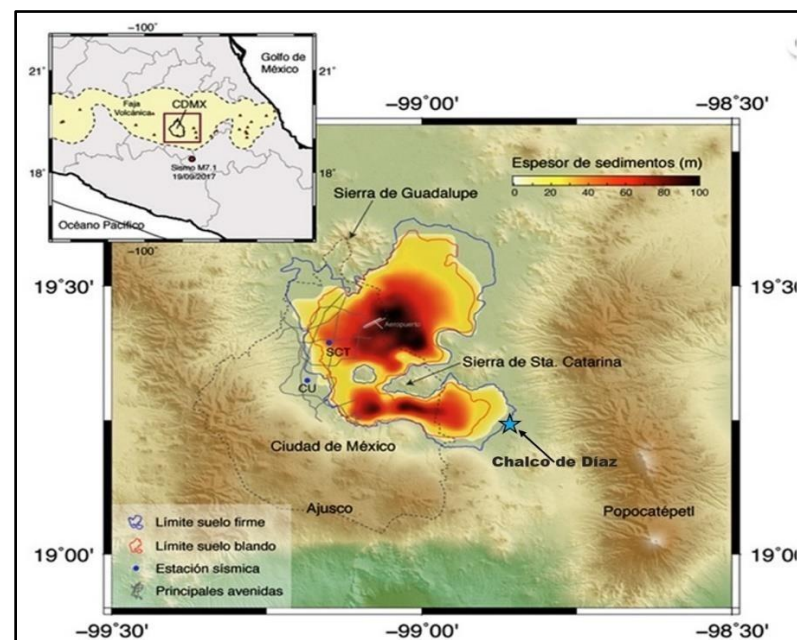 −100˚
Golfo de
México
21˚
21˚
Faja
Volcánica
CDMX
Sismo M7.1
19/09/2017
18˚
18˚
Océano Pacífico
−100˚
−99˚00'
−98˚30'
Espesor de sedimentos (m)
0 20 40 60 80 100
Sierra de Guadalupe
19˚30'
19˚30'
Aeropuerto
SCT
Sierra de Sta. Catarina
CU
Ciudad de México
Chalco de Díaz
Ajusco
Popocatépetl
Límite suelo firme
Límite suelo blando
Estación sísmica
Principales avenidas
19˚00'
19˚00'
−99˚30'
−99˚00'
−98˚30'